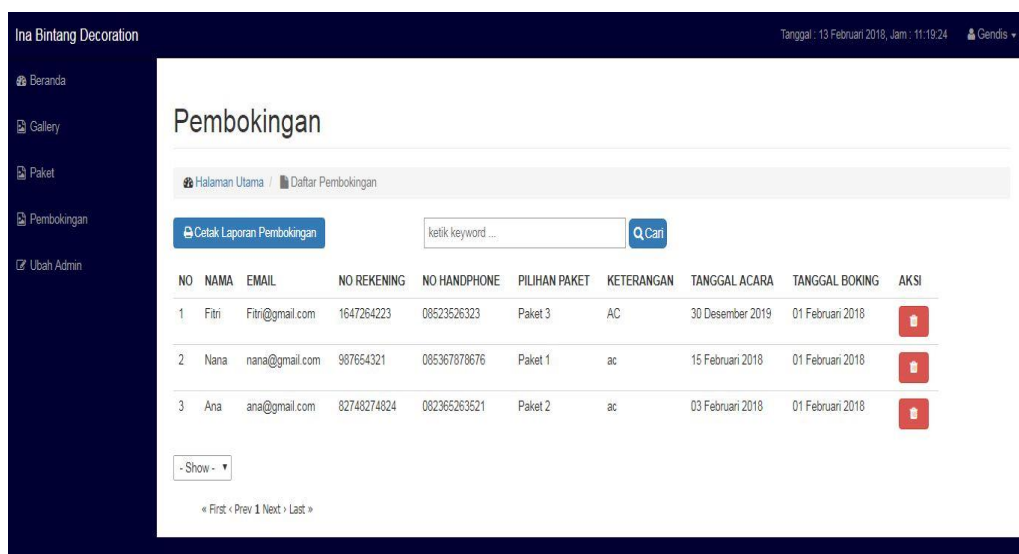 Ina Bintang Decoration
Tanggal : 13 Februari 2018, Jam : 11:19:24 Gendis
Beranda
Gallery
Paket
Pembokingan
Ubah Admin
Pembokingan
Halaman Utama / Daftar Pembokingan
Cetak Laporan Pembokingan
ketik keyword ...
Cari
NO NAMA EMAIL NO REKENING NO HANDPHONE PILIHAN PAKET KETERANGAN TANGGAL ACARA TANGGAL BOKING AKSI
1 Fitri Fitri@gmail.com 1647264223 08523526323 Paket 3 AC 30 Desember 2019 01 Februari 2018
2 Nana nana@gmail.com 987654321 085367878676 Paket 1 ac 15 Februari 2018 01 Februari 2018
3 Ana ana@gmail.com 82748274824 082365263521 Paket 2 ac 03 Februari 2018 01 Februari 2018
- Show -
« First ‹ Prev 1 Next › Last »